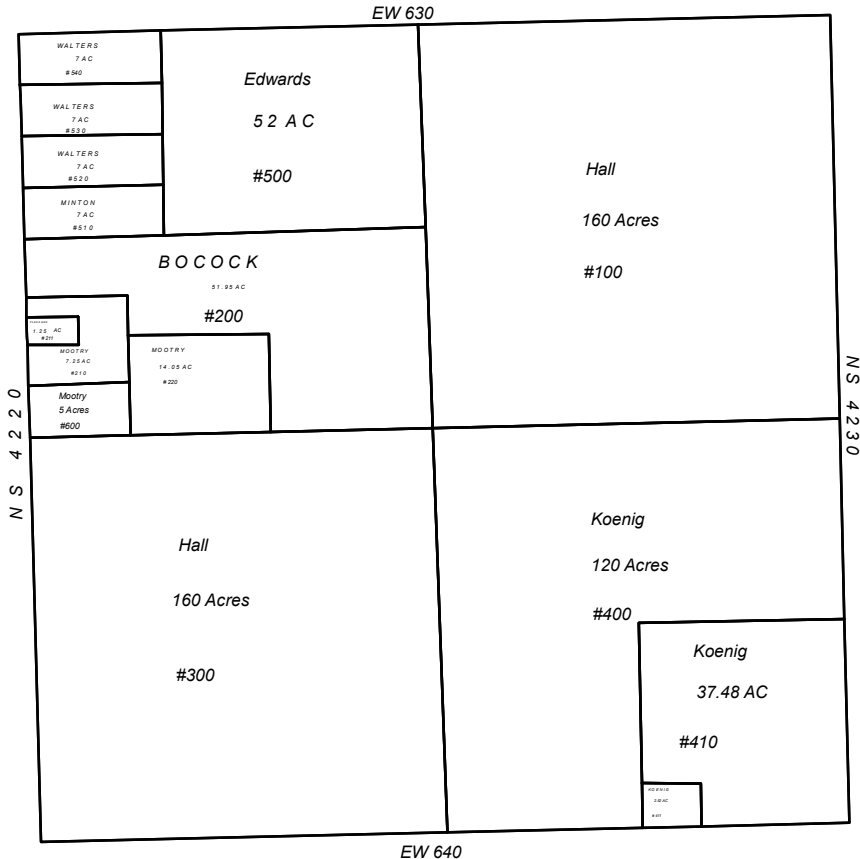 EW 630
WALTERS
7 AC
#540
WALTERS
7 AC
#530
WALTERS
7 AC
#520
MINTON
7 AC
#510
Edwards
52 AC
#500
Hall
160 Acres
#100
BOCOCK
51.95 AC
#200
1.25 AC
#211
MOOTRY
7.25 AC
#210
MOOTRY
14.05 AC
#220
Mootry
5 Acres
#600
NS 4220
NS 4230
Hall
160 Acres
#300
Koenig
120 Acres
#400
Koenig
37.48 AC
#410
KOENIG
#411
EW 640